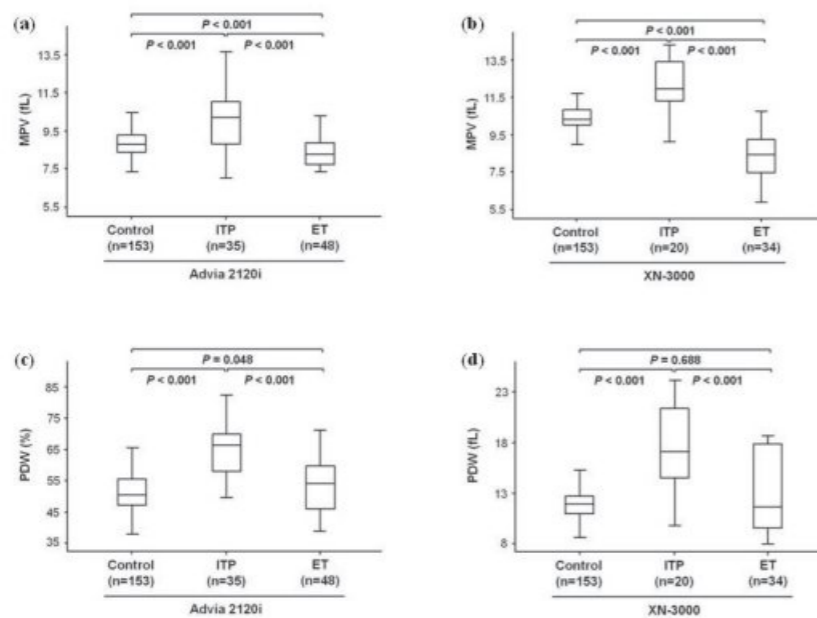 (a)
P < 0.001
P < 0.001 P < 0.001
13.5
11.5
9.5
7.5
5.5
MPV (fL)
Control ITP ET
(n=153) (n=35) (n=48)
Advia 2120i
(b)
P < 0.001
P < 0.001 P < 0.001
13.5
11.5
9.5
7.5
5.5
MPV (fL)
Control ITP ET
(n=153) (n=20) (n=34)
XN-3000
(c)
P = 0.048
P < 0.001 P < 0.001
85
75
65
55
45
35
PDW (%)
Control ITP ET
(n=153) (n=35) (n=48)
Advia 2120i
(d)
P = 0.688
P < 0.001 P < 0.001
23
18
13
8
PDW (fL)
Control ITP ET
(n=153) (n=20) (n=34)
XN-3000